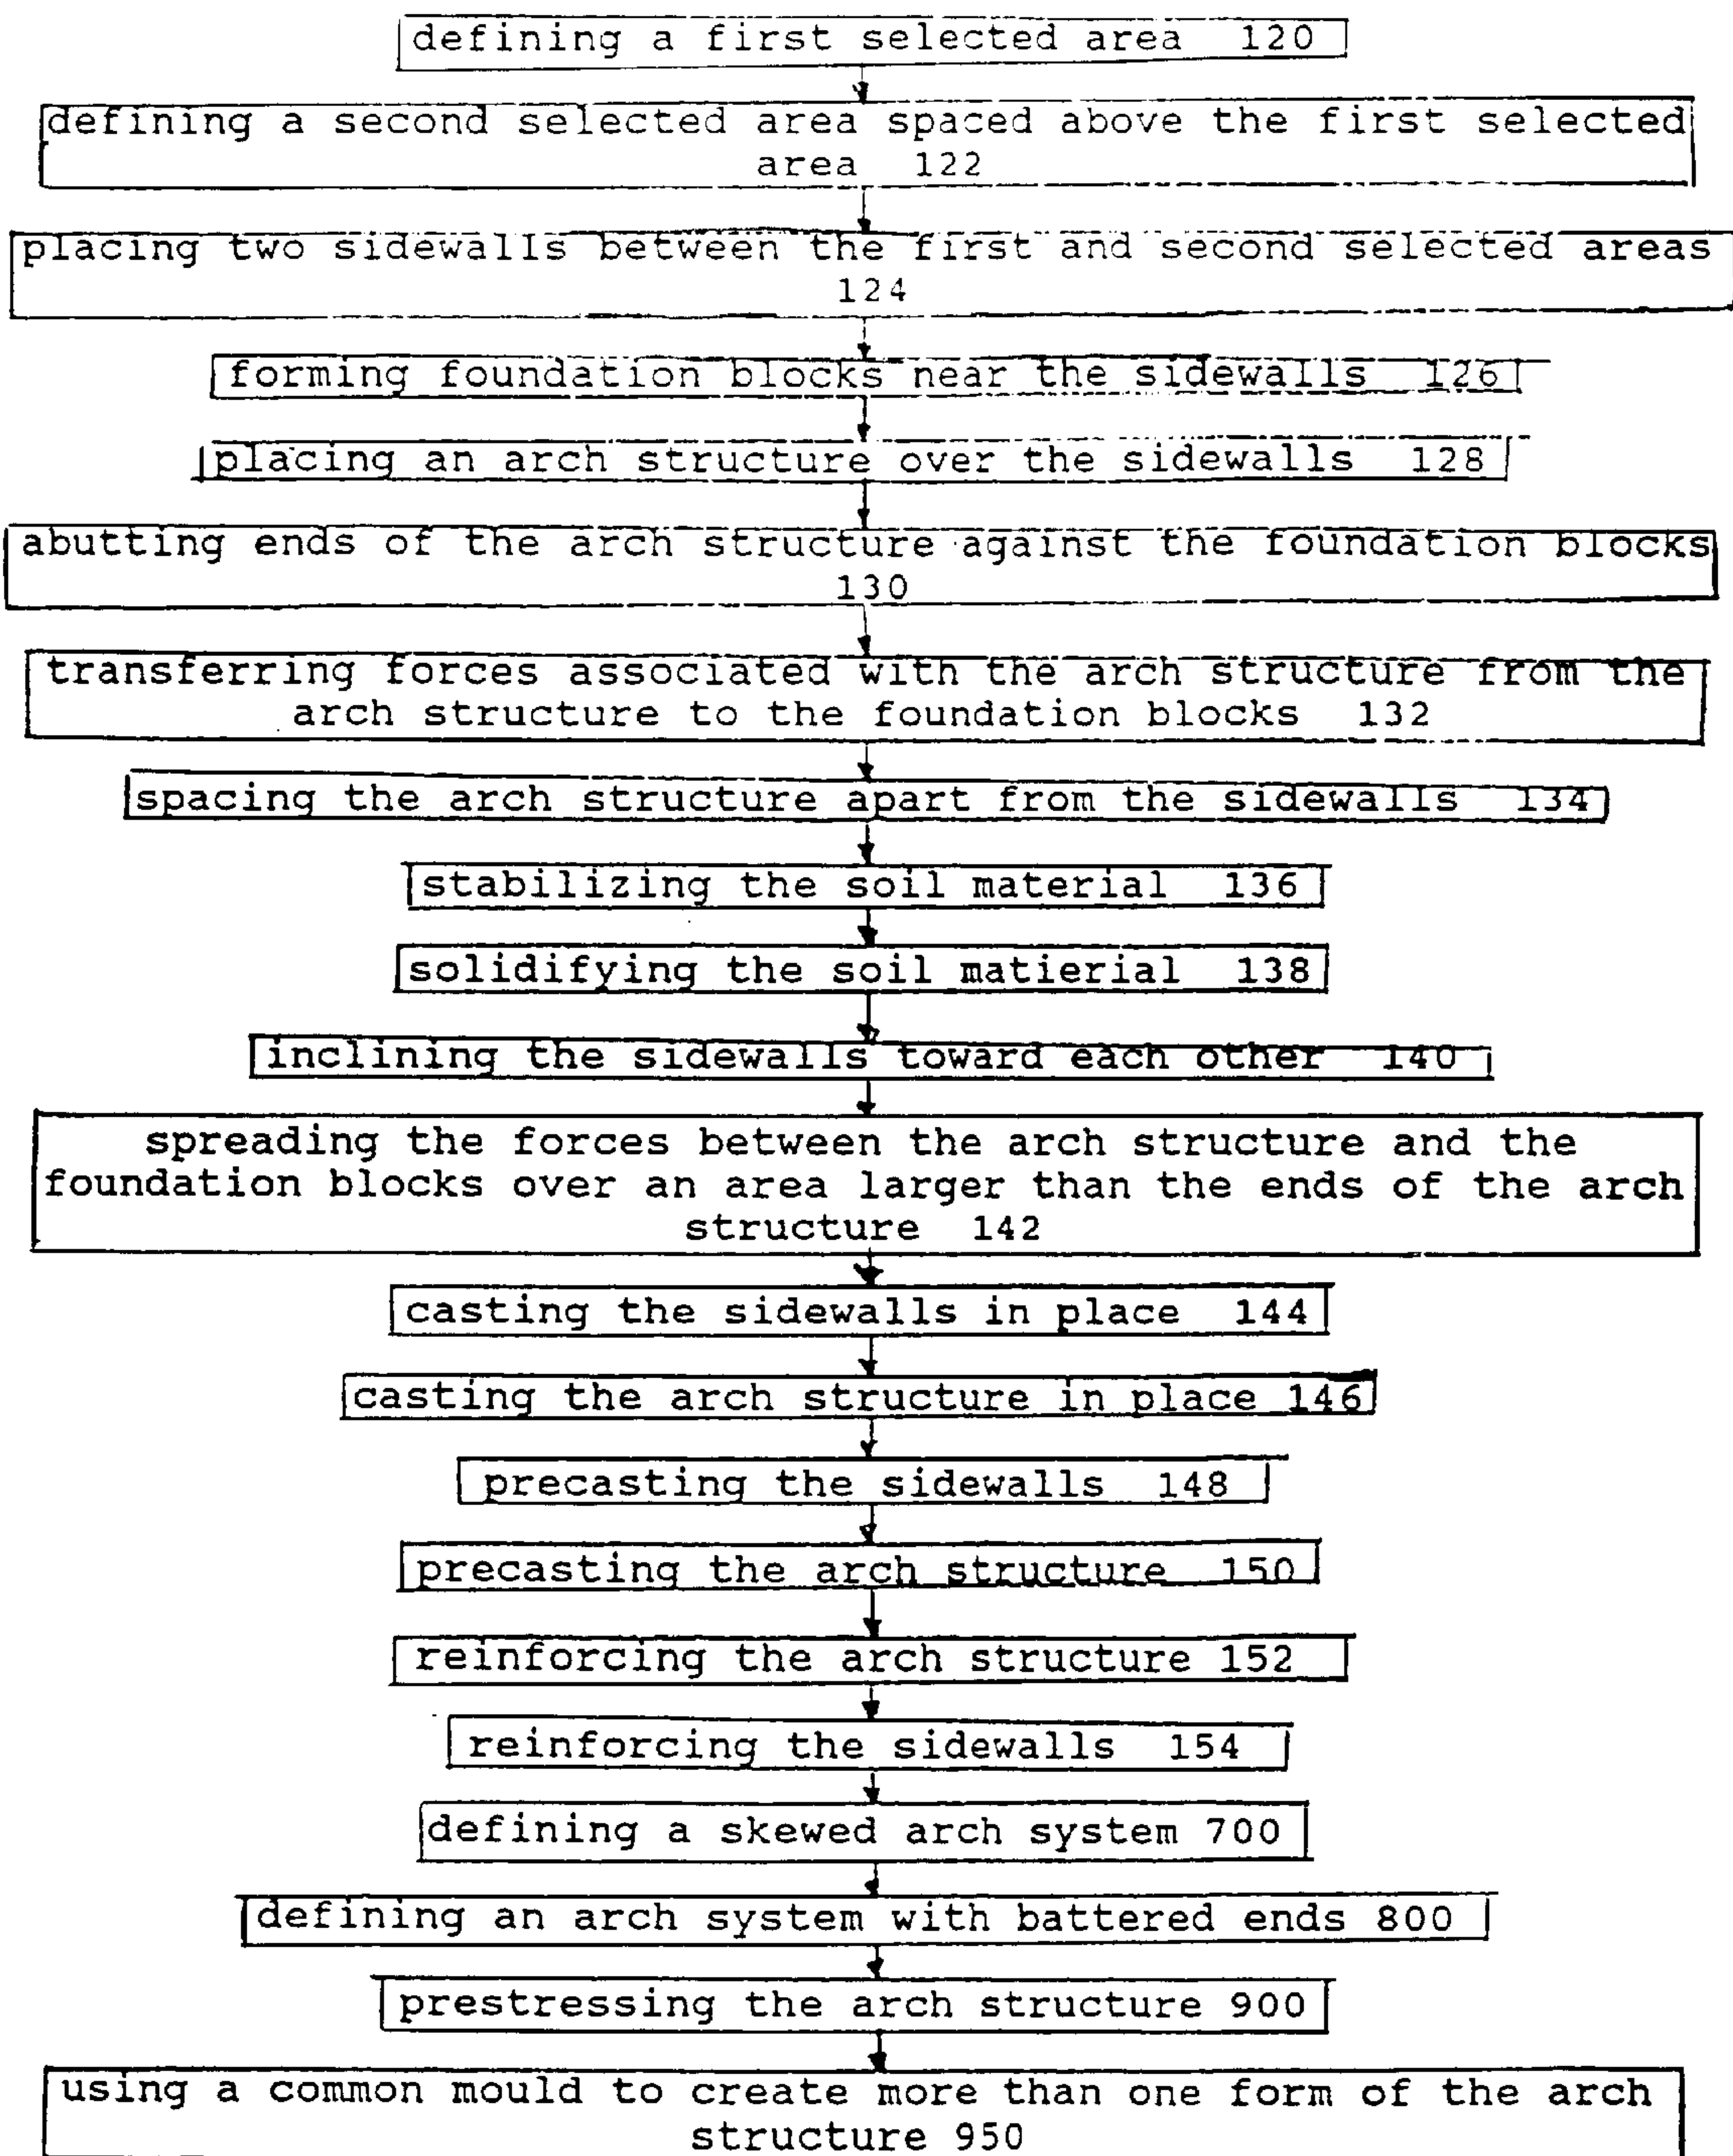 defining a first selected area 120
defining a second selected area spaced above the first selected
area 122
placing two sidewalls between the first and second selected areas
124
forming foundation blocks near the sidewalls 126
placing an arch structure over the sidewalls 128
abutting ends of the arch structure against the foundation blocks
130
transferring forces associated with the arch structure from the
arch structure to the foundation blocks 132
spacing the arch structure apart from the sidewalls 134
stabilizing the soil material 136
solidifying the soil matierial 138
inclining the sidewalls toward each other 140
spreading the forces between the arch structure and the
foundation blocks over an area larger than the ends of the arch
structure 142
casting the sidewalls in place 144
casting the arch structure in place 146
precasting the sidewalls 148
precasting the arch structure 150
reinforcing the arch structure 152
reinforcing the sidewalls 154
defining a skewed arch system 700
defining an arch system with battered ends 800
prestressing the arch structure 900
using a common mould to create more than one form of the arch
structure 950